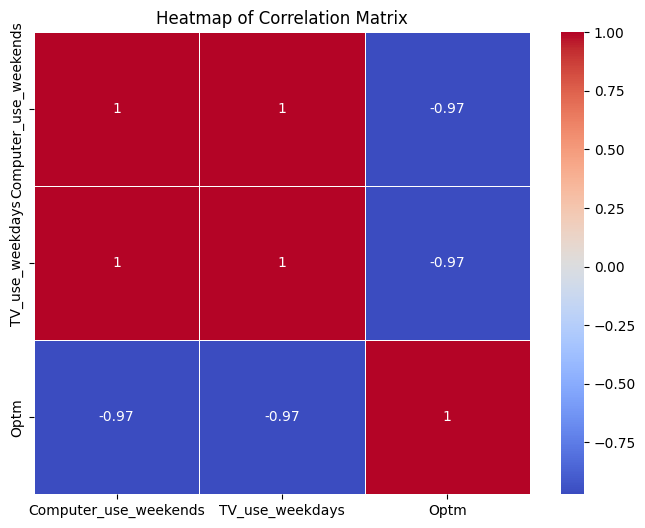 Heatmap of Correlation Matrix
Computer_use_weekends
1
1
-0.97
TV_use_weekdays
1
1
-0.97
Optm
-0.97
-0.97
1
Computer_use_weekends
TV_use_weekdays
Optm
1.00
0.75
0.50
0.25
0.00
−0.25
−0.50
−0.75